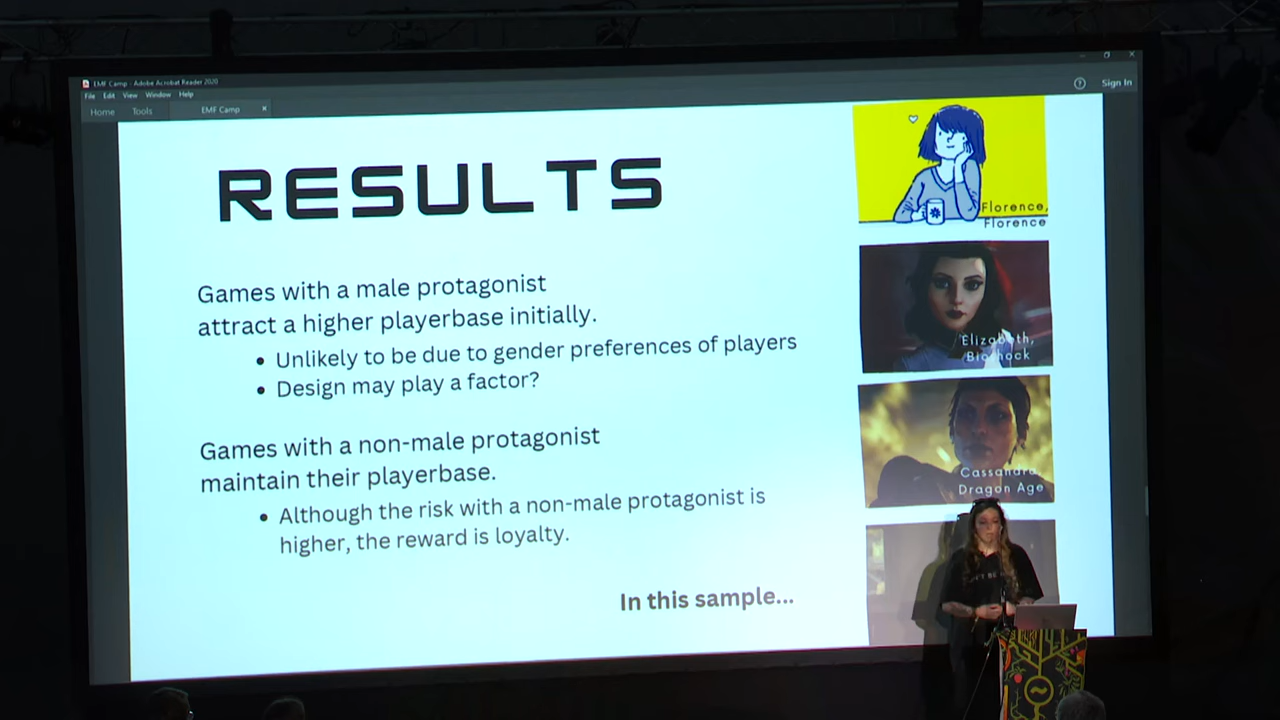 EMF Camp - Adobe Acrobat Reader 2020
File Edit View Window Help
Home Tools EMF Camp ×
Sign In
RESULTS
Games with a male protagonist
attract a higher playerbase initially.
• Unlikely to be due to gender preferences of players
• Design may play a factor?
Games with a non-male protagonist
maintain their playerbase.
• Although the risk with a non-male protagonist is
higher, the reward is loyalty.
In this sample...
Florence,
Florence
Elizabeth,
Bioshock
Cassandra,
Dragon Age